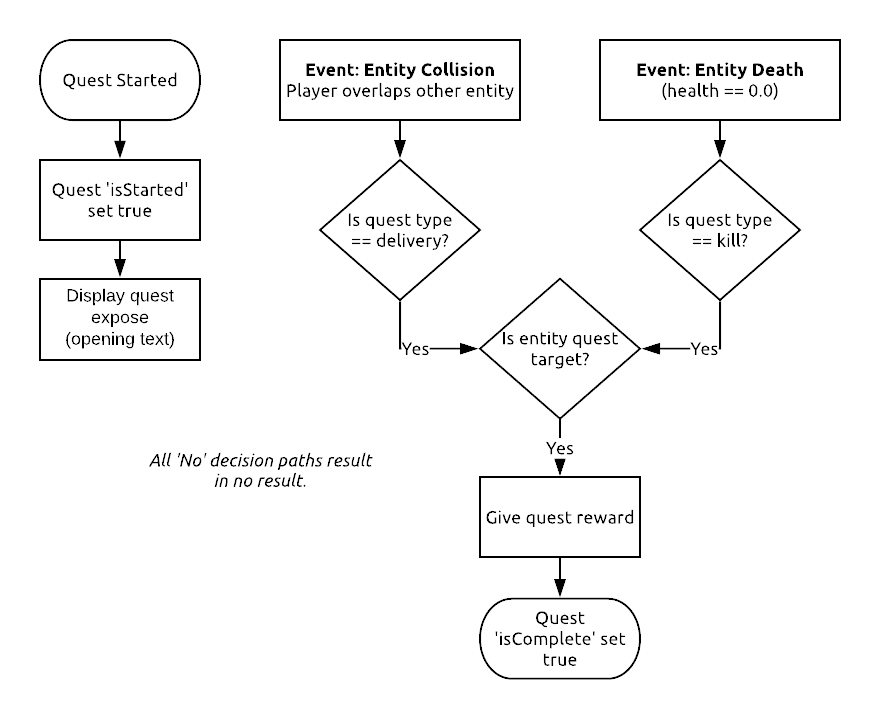 Quest Started
Quest 'isStarted'
set true
Display quest
expose
(opening text)
Event: Entity Collision
Player overlaps other entity
Is quest type
== delivery?
Yes
Event: Entity Death
(health == 0.0)
Is quest type
== kill?
Yes
Is entity quest
target?
Yes
Give quest reward
Quest
'isComplete' set
true
All 'No' decision paths result
in no result.